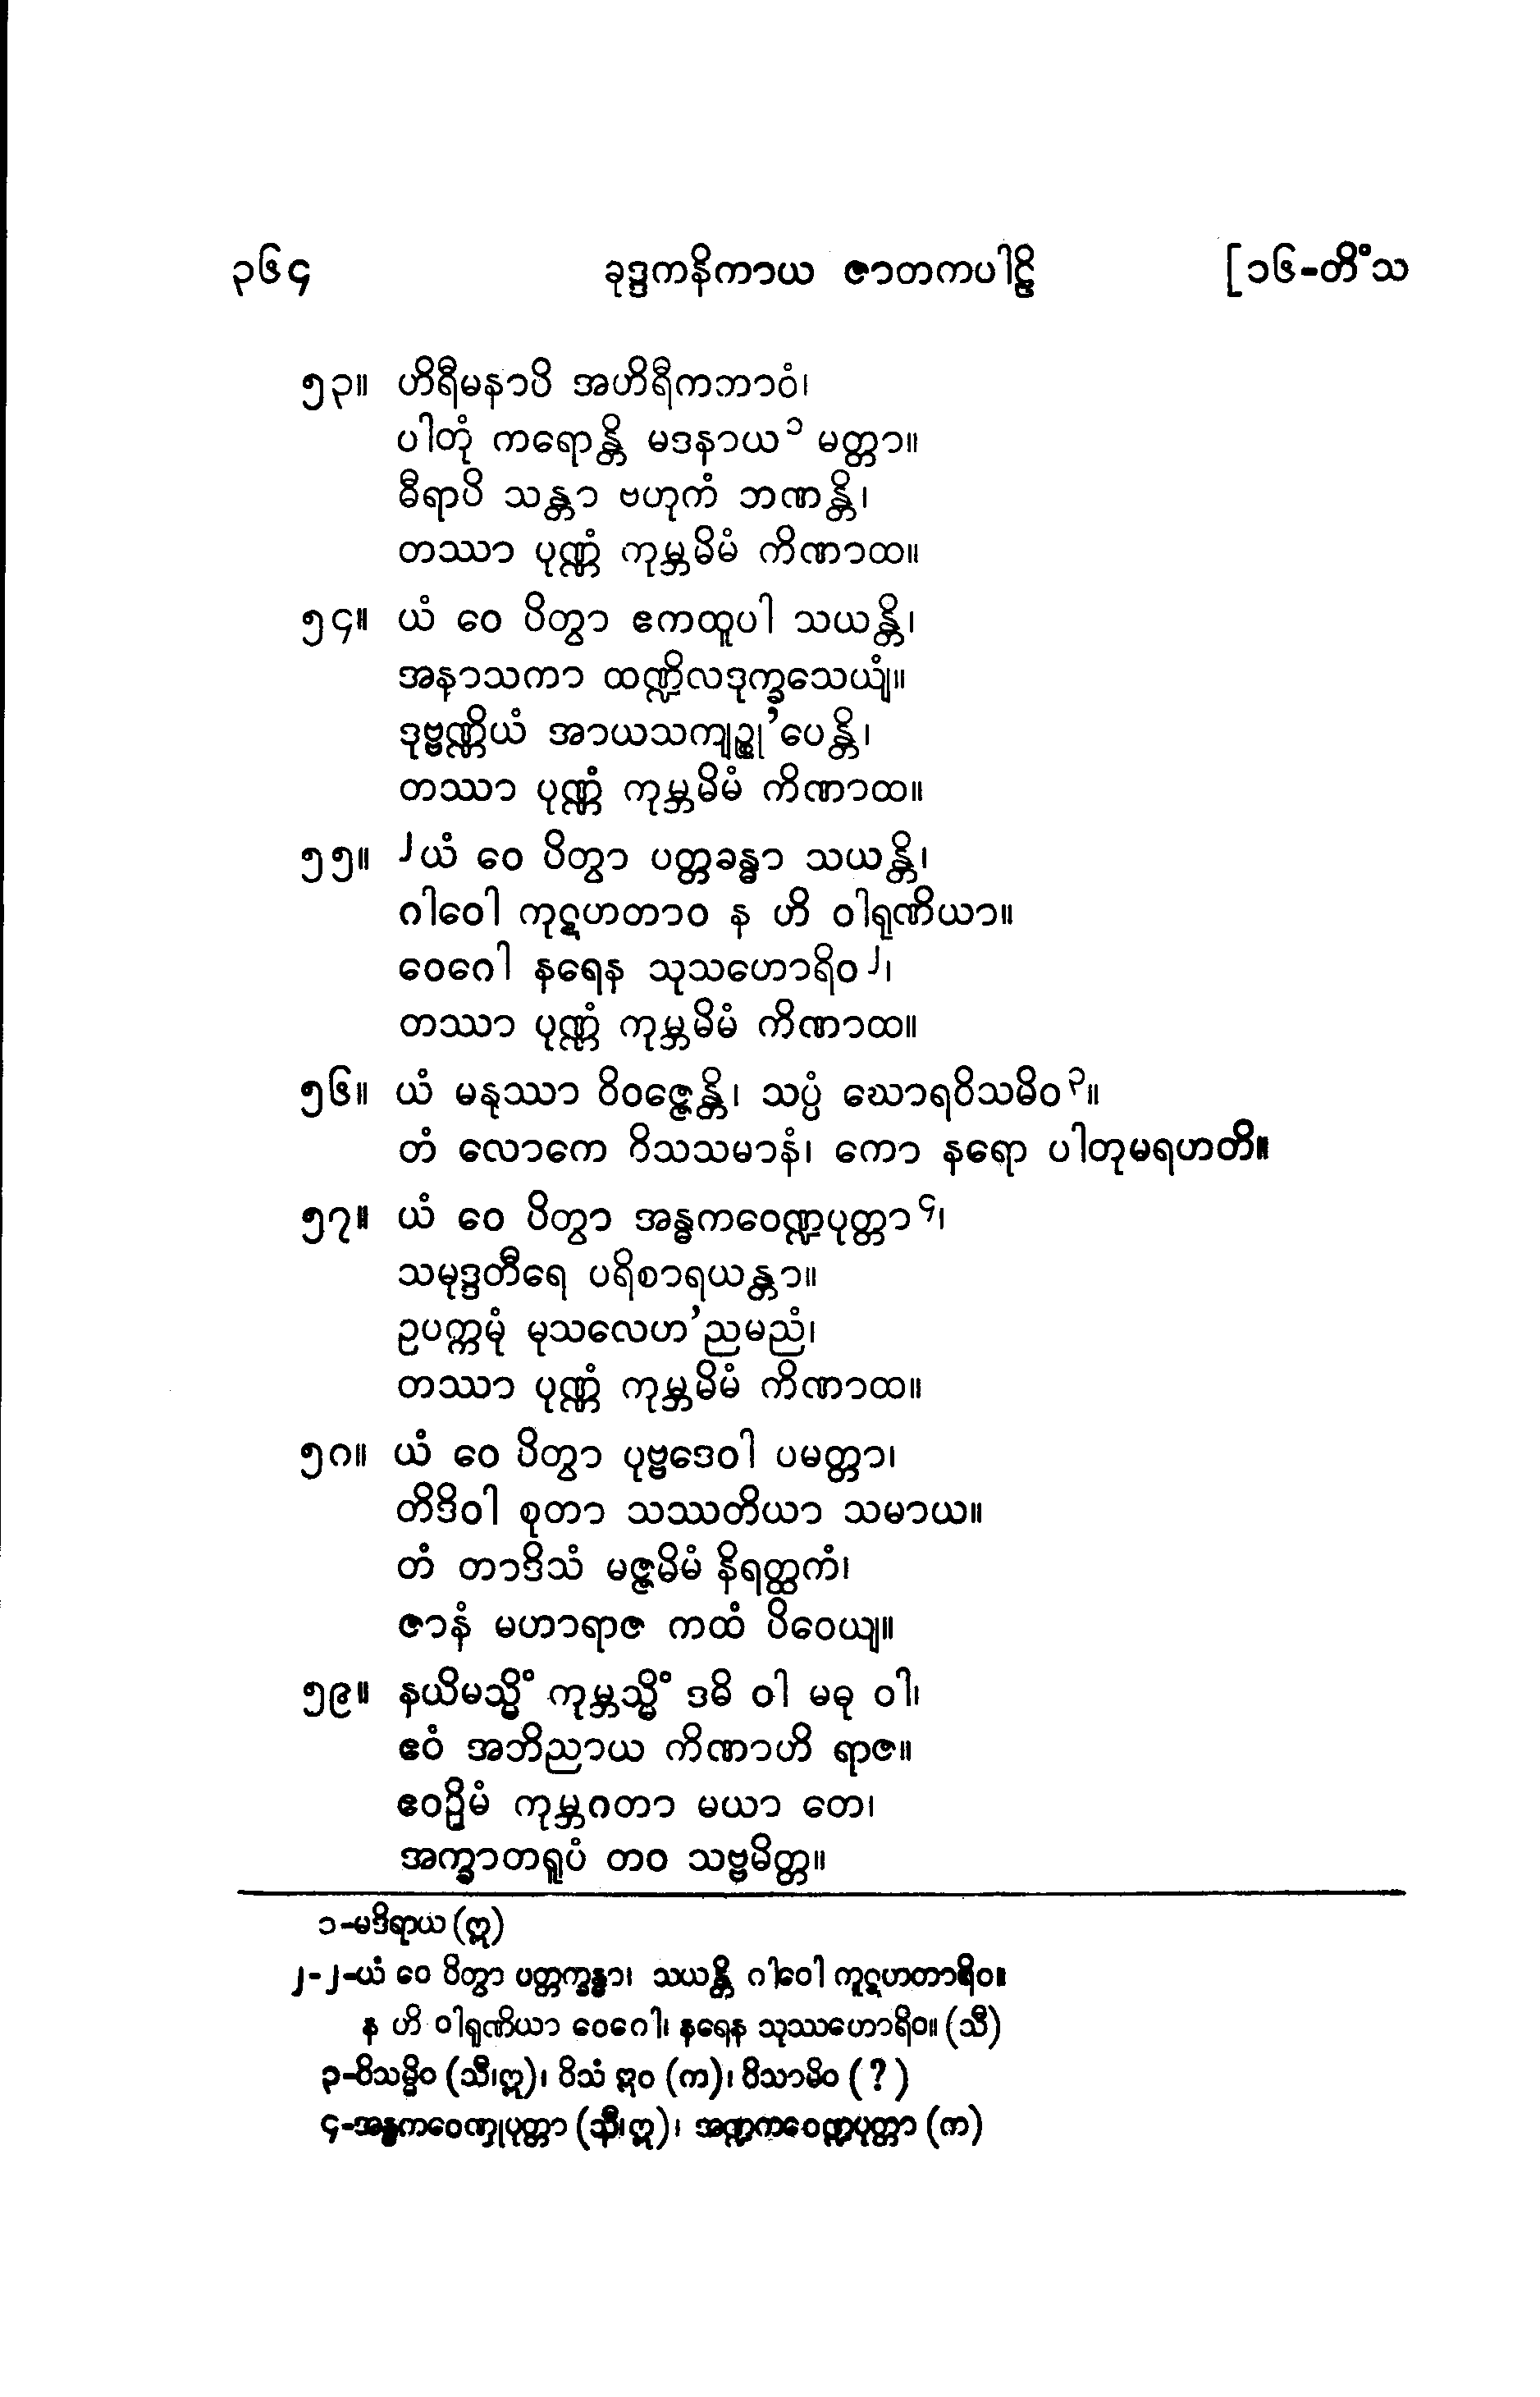 ၃၆၄ ခုဒ္ဒကနိကာယ ဇာတကပါဠိ [၁၆-တိံသ
၅၃။ ဟိရီမနာပိ အဟိရီကဘာဝံ၊
ပါတုံ ကရောန္တိ မဒနာယ၁ မတ္တာ။
ဓီရာပိ သန္တာ ဗဟုကံ ဘဏန္တိ၊
တဿာ ပုဏ္ဏံ ကုမ္ဘမိမံ ကိဏာထ။
၅၄။ ယံ ဝေ ပိတွာ ဧကထူပါ သယန္တိ၊
အနာသကာ ထဏ္ဍိလဒုက္ခသေယျံ။
ဒုဗ္ဗဏ္ဏိယံ အာယသကျဉ္စု’ပေန္တိ၊
တဿာ ပုဏ္ဏံ ကုမ္ဘမိမံ ကိဏာထ။
၅၅။ ၂ယံ ဝေ ပိတွာ ပတ္တခန္ဓာ သယန္တိ၊
ဂါဝေါ ကုဋဟတာဝ န ဟိ ဝါရုဏိယာ။
ဝေဂေါ နရေန သုသဟောရိဝ၂၊
တဿာ ပုဏ္ဏံ ကုမ္ဘမိမံ ကိဏာထ။
၅၆။ ယံ မနုဿာ ဝိဝဇ္ဇေန္တိ၊ သပ္ပံ ဃောရဝိသမိဝ၃။
တံ လောကေ ဝိသသမာနံ၊ ကော နရော ပါတုမရဟတိ။
၅၇။ ယံ ဝေ ပိတွာ အန္ဓကဝေဏ္ဍပုတ္တာ၄၊
သမုဒ္ဒတီရေ ပရိစာရယန္တာ။
ဥပက္ကမုံ မုသလေဟ’ညမညံ၊
တဿာ ပုဏ္ဏံ ကုမ္ဘမိမံ ကိဏာထ။
၅၈။ ယံ ဝေ ပိတွာ ပုဗ္ဗဒေဝါ ပမတ္တာ၊
တိဒိဝါ စုတာ သဿတိယာ သမာယ။
တံ တာဒိသံ မဇ္ဇမိမံ နိရတ္ထကံ၊
ဇာနံ မဟာရာဇ ကထံ ပိဝေယျ။
၅၉။ နယိမသ္မိံ ကုမ္ဘသ္မိံ ဒဓိ ဝါ မဓု ဝါ၊
ဧဝံ အဘိညာယ ကိဏာဟိ ရာဇ။
ဧဝဉှိမံ ကုမ္ဘဂတာ မယာ တေ၊
အက္ခာတရူပံ တဝ သဗ္ဗမိတ္တ။
၁-မဒိရာယ (ဣ)
၂-၂-ယံ ဝေ ပိတွာ ပတ္တက္ခန္ဓာ၊ သယန္တိ ဂါဝေါ ကူဋဟတာရိဝ။
န ဟိ ဝါရုဏိယာ ဝေဂေါ၊ နရေန သုဿဟောရိဝ။ (သီ)
၃-ဝိသမ္မိဝ (သီ၊ဣ)၊ ဝိသံ ဣဝ (က)၊ ဝိသာမိဝ (?)
၄-အန္ဓကဝေဏှုပုတ္တာ (သီ၊ဣ)၊ အဏ္ဍကဝေဏ္ဍပုတ္တာ (က)